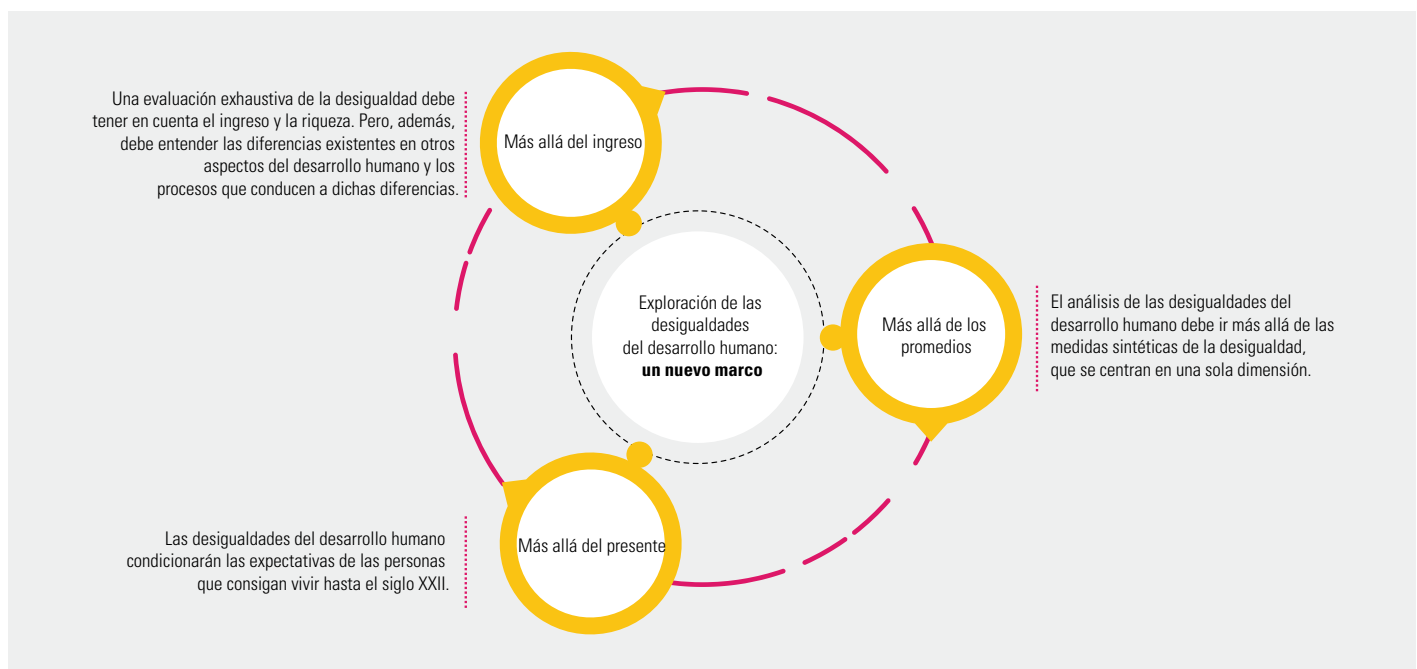 Una evaluación exhaustiva de la desigualdad debe
tener en cuenta el ingreso y la riqueza. Pero, además,
debe entender las diferencias existentes en otros
aspectos del desarrollo humano y los
procesos que conducen a dichas diferencias.
Más allá del ingreso
Exploración de las
desigualdades
del desarrollo humano:
un nuevo marco
Más allá de los
promedios
El análisis de las desigualdades del
desarrollo humano debe ir más allá de las
medidas sintéticas de la desigualdad,
que se centran en una sola dimensión.
Las desigualdades del desarrollo humano
condicionarán las expectativas de las personas
que consigan vivir hasta el siglo XXII.
Más allá del presente